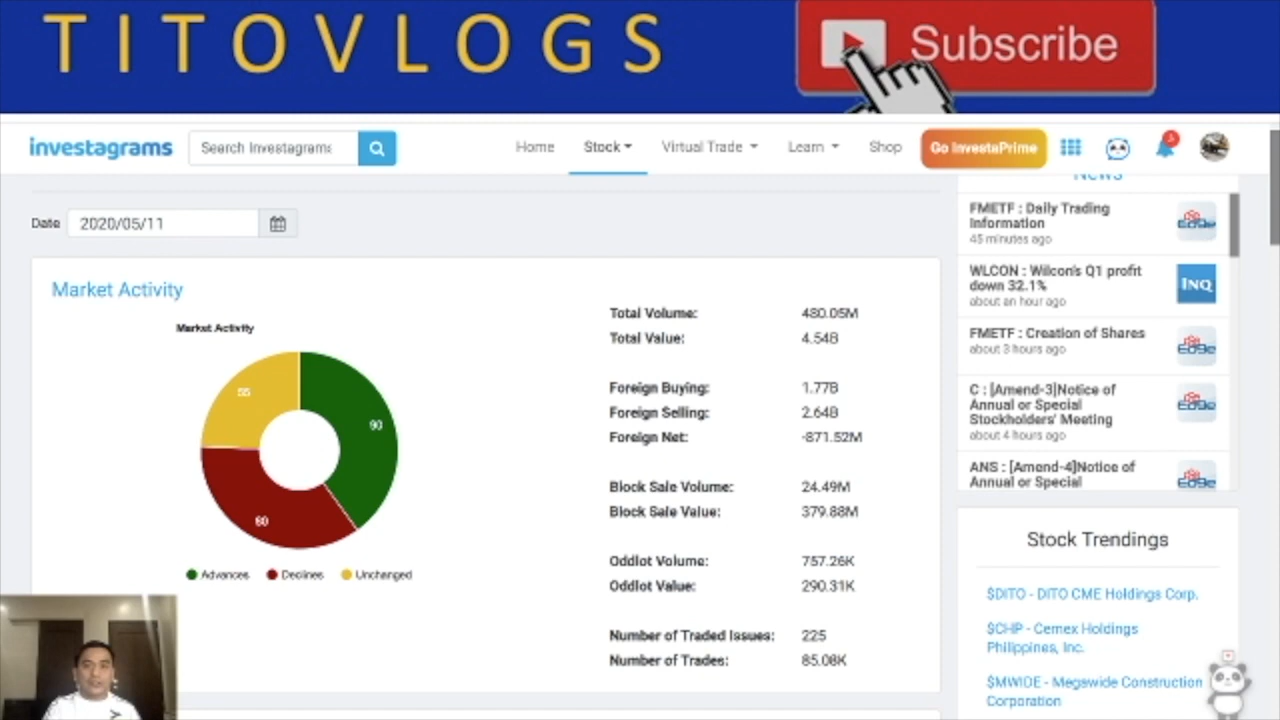 TITOVLOGS
Subscribe
investagrams
Search Investagrams
Home
Stock
Virtual Trade
Learn
Shop
Go InvestaPrime
3
Date
2020/05/11
Market Activity
Market Activity
55
90
80
Advances
Declines
Unchanged
Total Volume: 480.05M
Total Value: 4.54B
Foreign Buying: 1.77B
Foreign Selling: 2.64B
Foreign Net: -871.52M
Block Sale Volume: 24.49M
Block Sale Value: 379.88M
Oddlot Volume: 757.26K
Oddlot Value: 290.31K
Number of Traded Issues: 225
Number of Trades: 85.08K
News
FMETF : Daily Trading
Information
45 minutes ago
EDGE
WLCON : Wilcon's Q1 profit
down 32.1%
about an hour ago
INQ
FMETF : Creation of Shares
about 3 hours ago
EDGE
C : [Amend-3]Notice of
Annual or Special
Stockholders' Meeting
about 4 hours ago
EDGE
ANS : [Amend-4]Notice of
Annual or Special
EDGE
Stock Trendings
$DITO - DITO CME Holdings Corp.
$CHP - Cemex Holdings
Philippines, Inc.
$MWIDE - Megawide Construction
Corporation